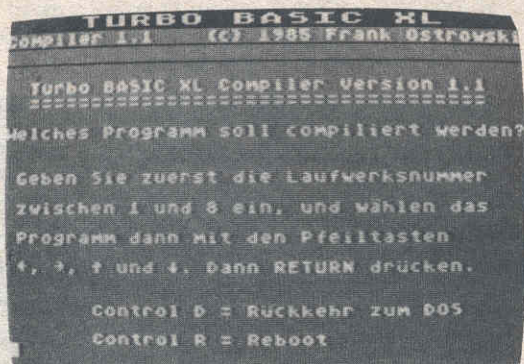 TURBO BASIC XL
Compiler 1.1 (c) 1985 Frank Ostrowski
Turbo BASIC XL Compiler Version 1.1
Welches Programm soll compiliert werden?
Geben Sie zuerst die Laufwerksnummer
zwischen 1 und 8 ein, und wählen das
Programm dann mit den Pfeiltasten
←, →, ↑ und ↓. Dann RETURN drücken.
Control D = Rückkehr zum DOS
Control R = Reboot